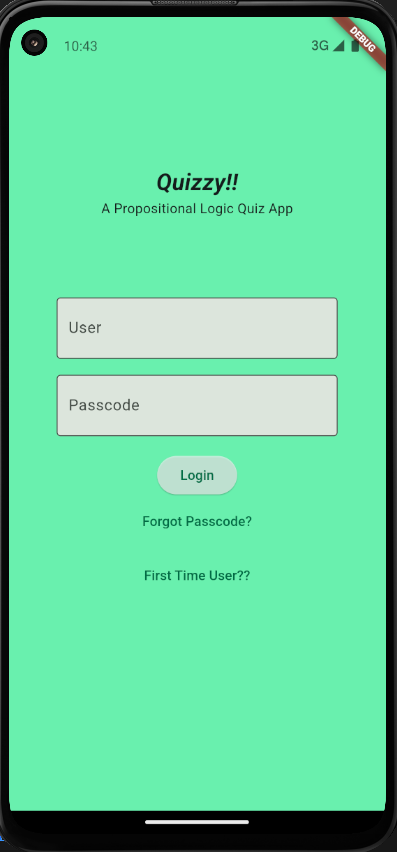 10:43
3G
DEBUG
Quizzy!!
A Propositional Logic Quiz App
User
Passcode
Login
Forgot Passcode?
First Time User??